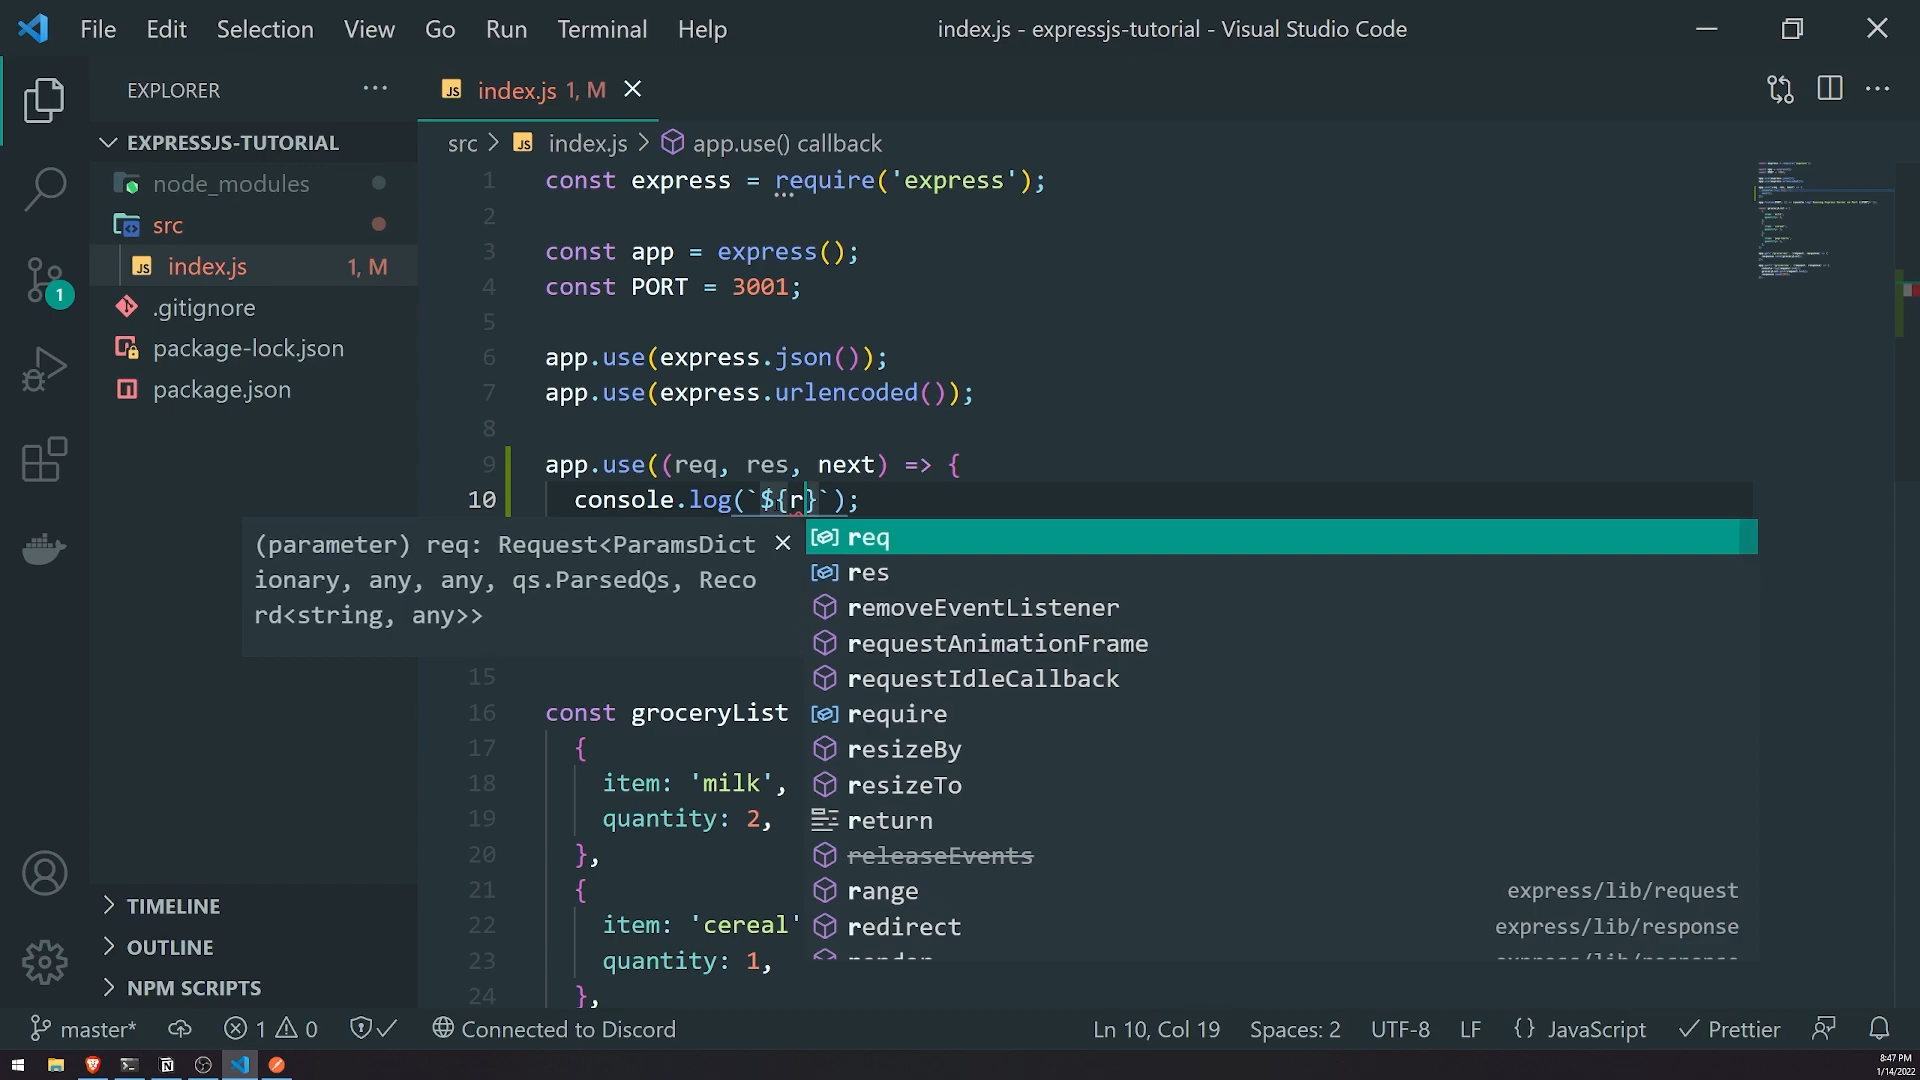 File Edit Selection View Go Run Terminal Help
index.js - expressjs-tutorial - Visual Studio Code
EXPLORER ...
EXPRESSJS-TUTORIAL
node_modules
src
index.js 1, M
.gitignore
package-lock.json
package.json
TIMELINE
OUTLINE
NPM SCRIPTS
1
JS index.js 1, M
src > JS index.js > app.use() callback
1 const express = require('express');
2
3 const app = express();
4 const PORT = 3001;
5
6 app.use(express.json());
7 app.use(express.urlencoded());
8
9 app.use((req, res, next) => {
10 console.log(`${r}`);
(parameter) req: Request<ParamsDict
ionary, any, any, qs.ParsedQs, Reco
rd<string, any>>
req
res
removeEventListener
requestAnimationFrame
requestIdleCallback
require
resizeBy
resizeTo
return
releaseEvents
range express/lib/request
redirect express/lib/response
15
16 const groceryList
17 {
18 item: 'milk',
19 quantity: 2,
20 },
21 {
22 item: 'cereal'
23 quantity: 1,
24 },
master* 1 0 Connected to Discord Ln 10, Col 19 Spaces: 2 UTF-8 LF {} JavaScript Prettier
8:47 PM
1/14/2022